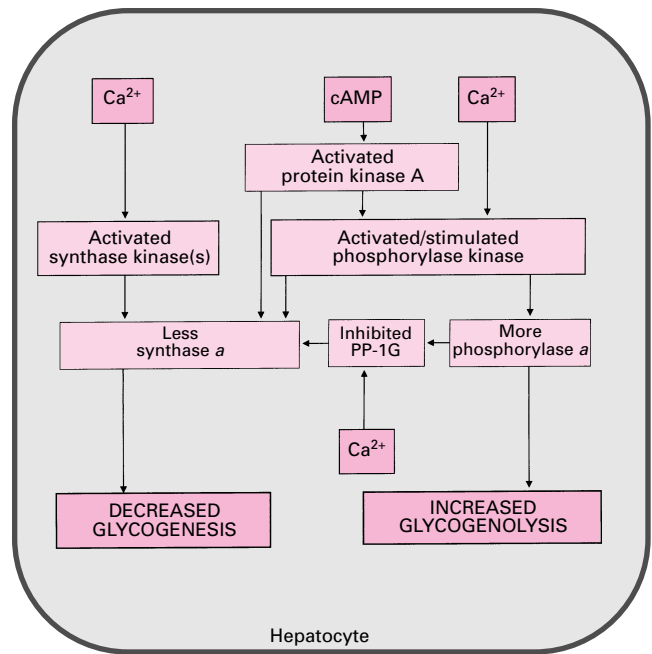 Ca²⁺
cAMP
Ca²⁺
Activated
protein kinase A
Activated
synthase kinase(s)
Activated/stimulated
phosphorylase kinase
Less
synthase a
Inhibited
PP-1G
More
phosphorylase a
Ca²⁺
DECREASED
GLYCOGENESIS
INCREASED
GLYCOGENOLYSIS
Hepatocyte